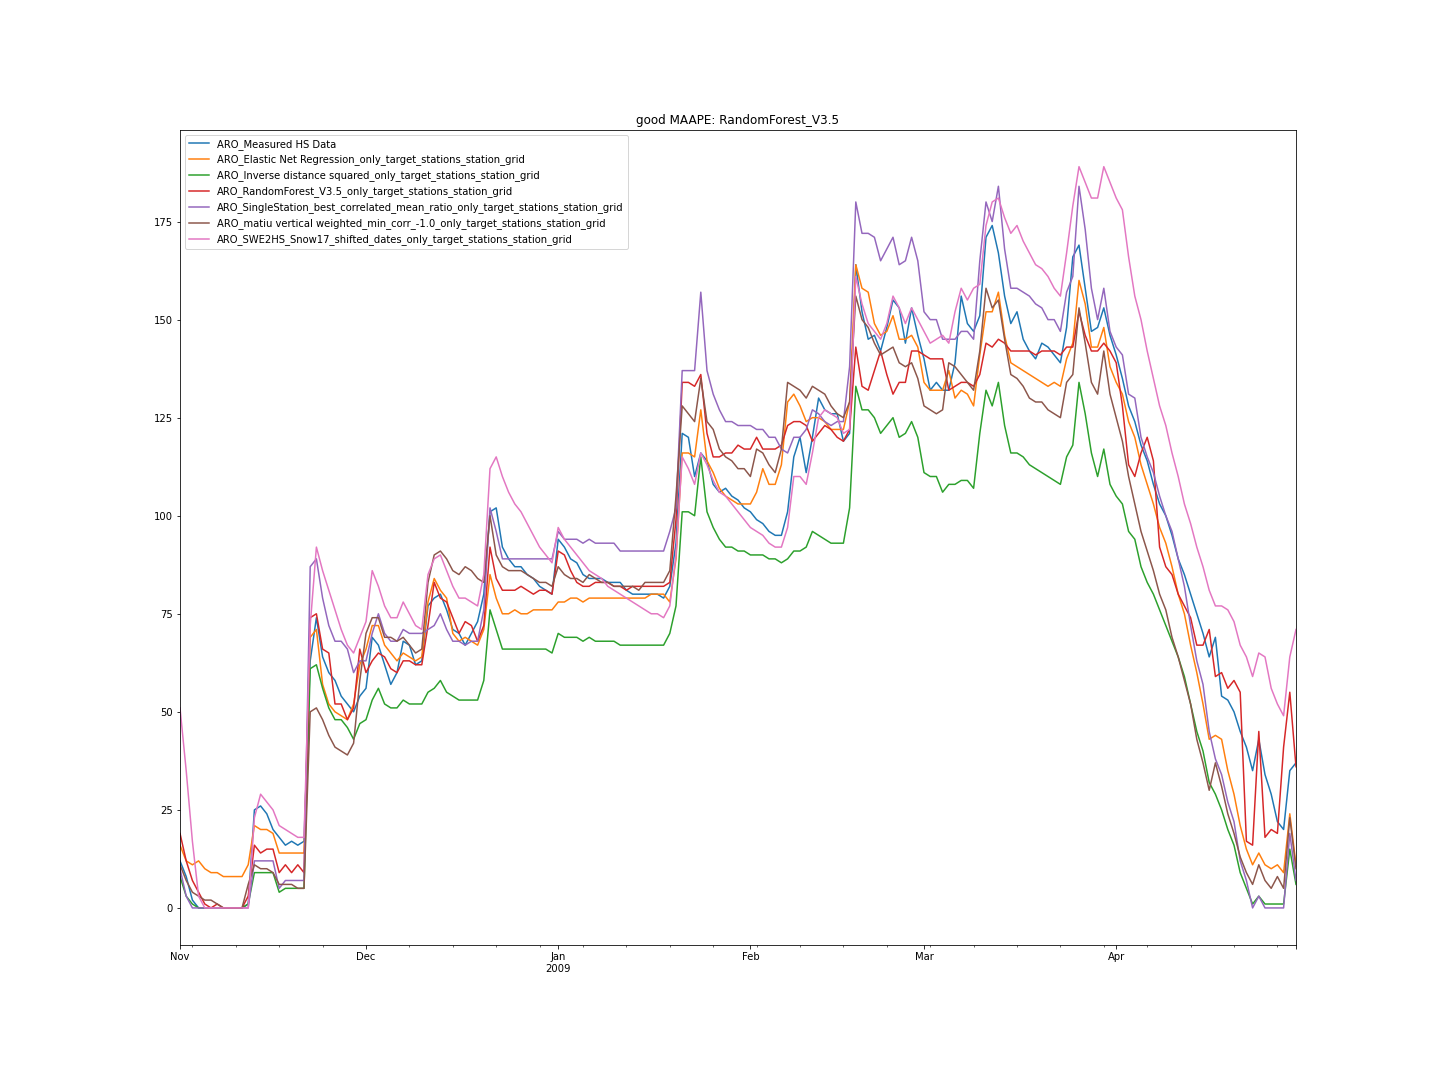 good MAAPE: RandomForest_V3.5
ARO_Measured HS Data
ARO_Elastic Net Regression_only_target_stations_station_grid
ARO_Inverse distance squared_only_target_stations_station_grid
ARO_RandomForest_V3.5_only_target_stations_station_grid
ARO_SingleStation_best_correlated_mean_ratio_only_target_stations_station_grid
ARO_matiu vertical weighted_min_corr_-1.0_only_target_stations_station_grid
ARO_SWE2HS_Snow17_shifted_dates_only_target_stations_station_grid
175
150
125
100
75
50
25
0
Nov Dec Jan Feb Mar Apr
2009